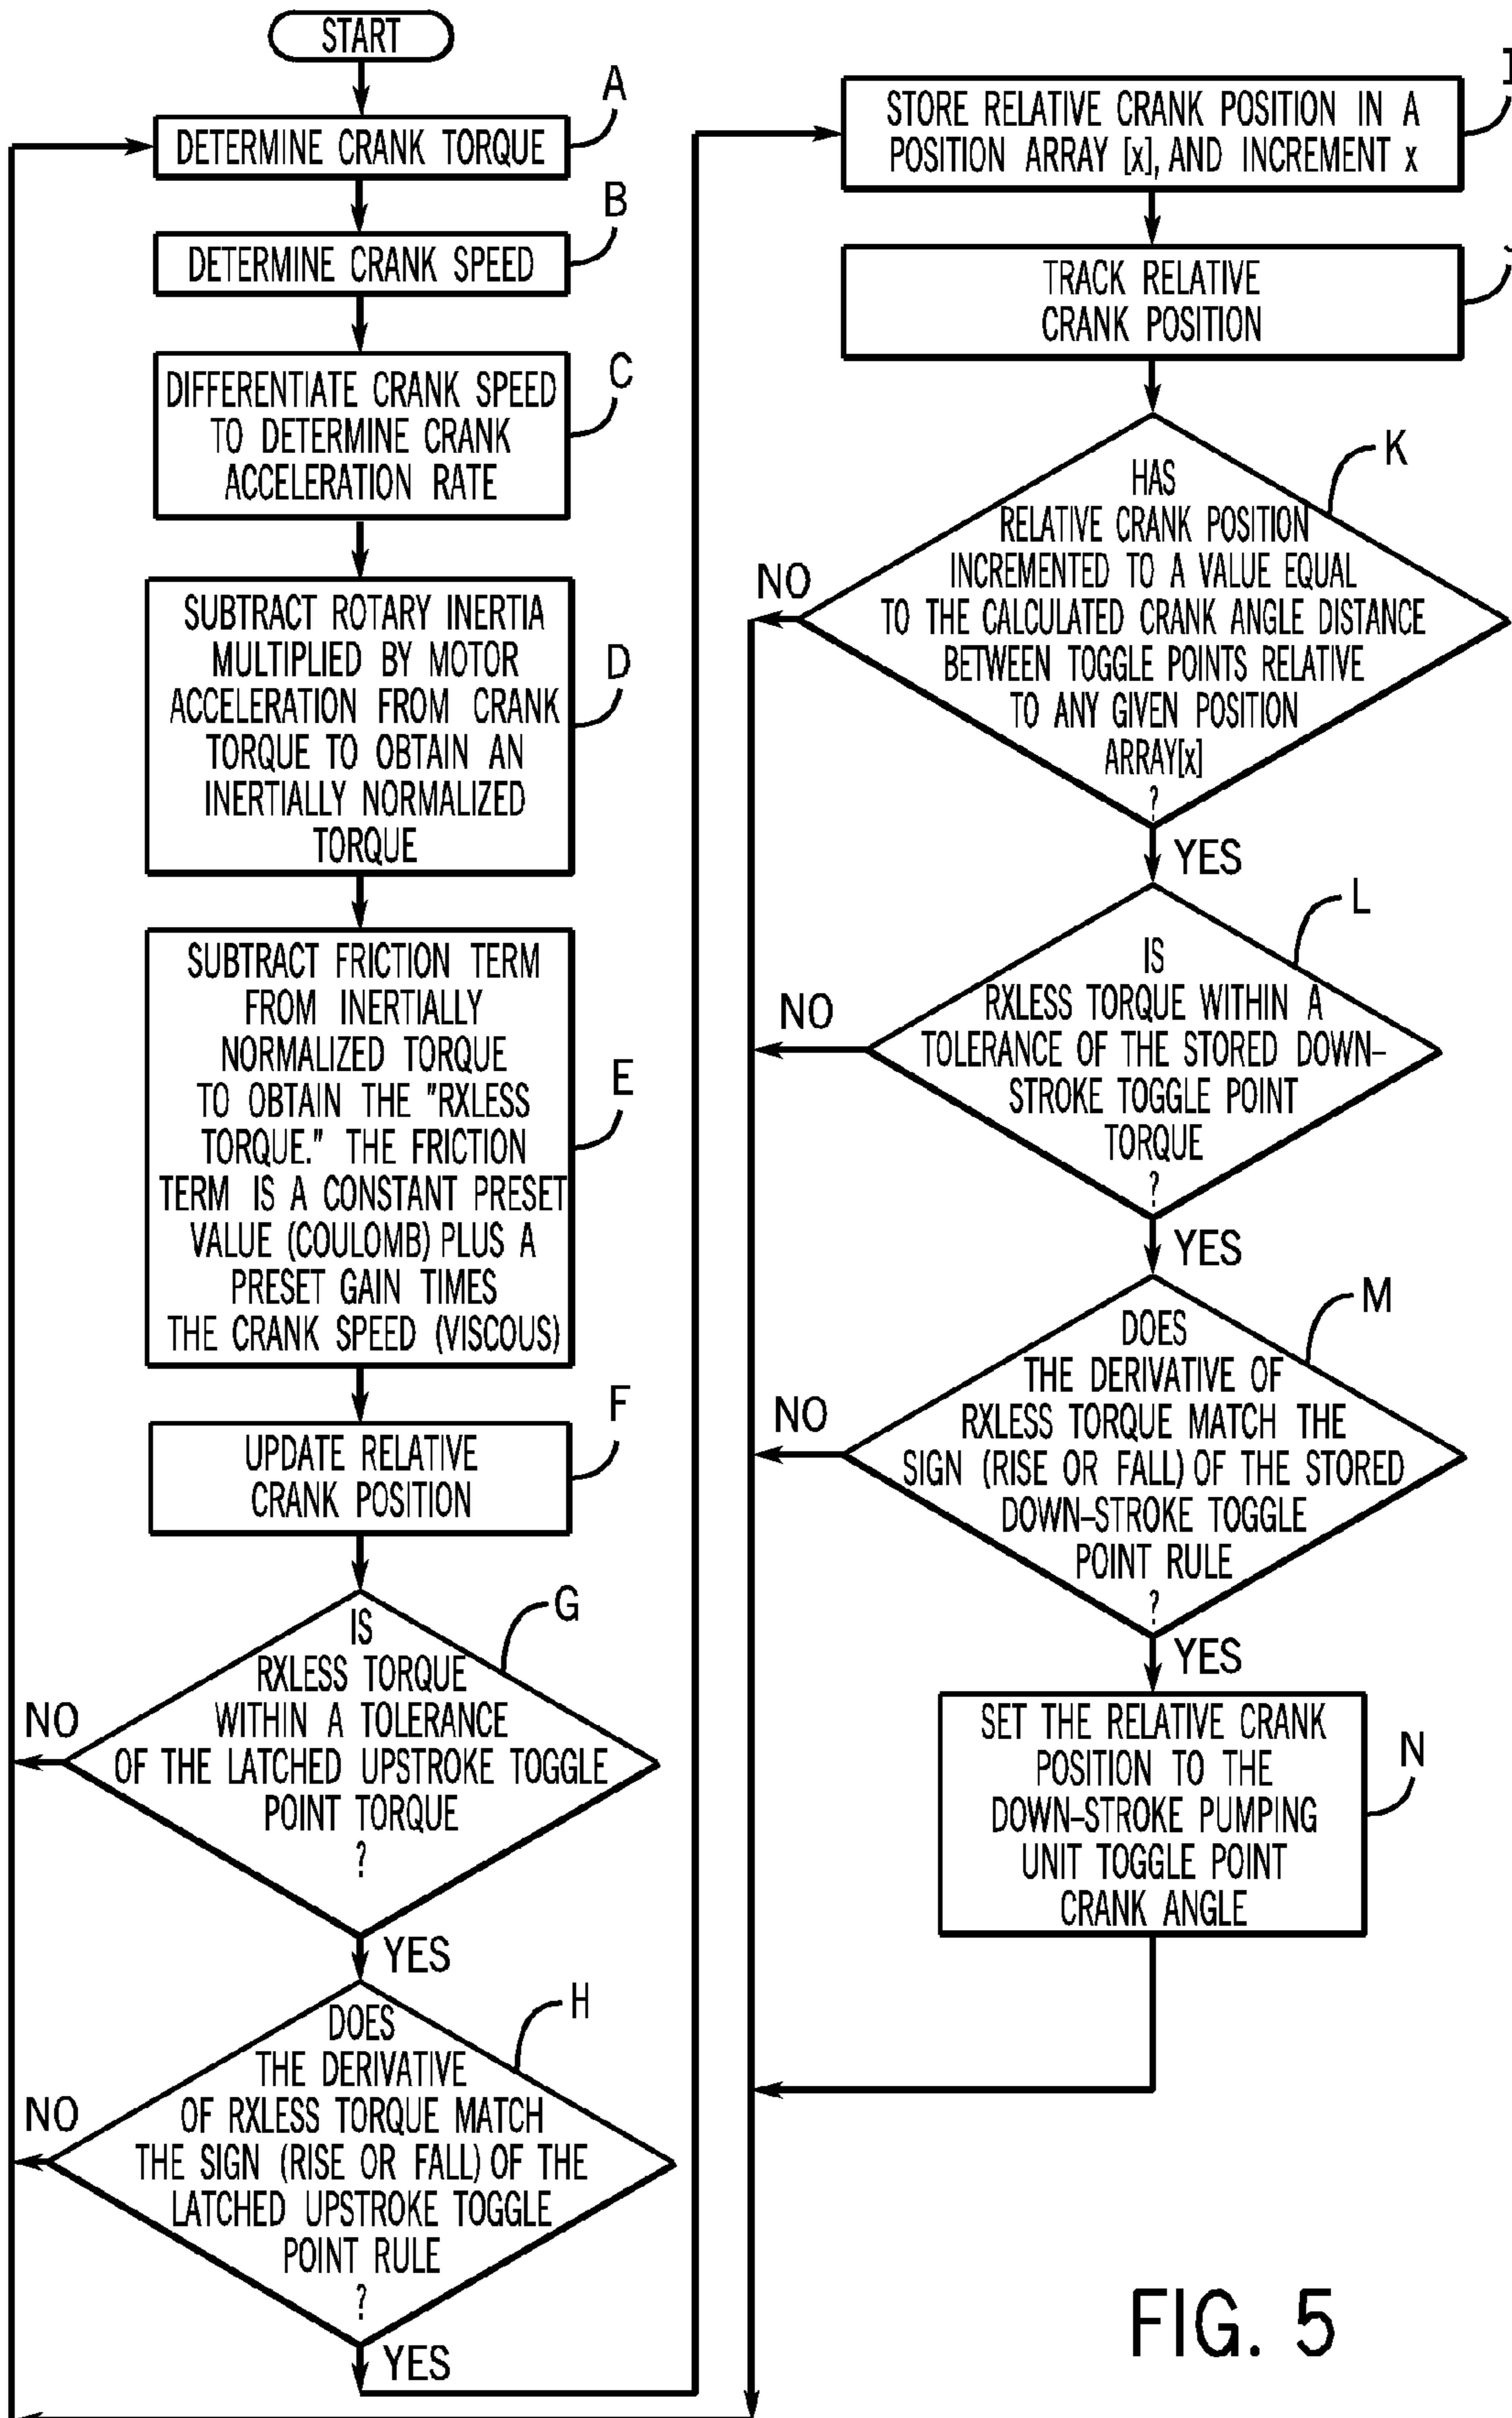 START
A
DETERMINE CRANK TORQUE
B
DETERMINE CRANK SPEED
C
DIFFERENTIATE CRANK SPEED
TO DETERMINE CRANK
ACCELERATION RATE
D
SUBTRACT ROTARY INERTIA
MULTIPLIED BY MOTOR
ACCELERATION FROM CRANK
TORQUE TO OBTAIN AN
INERTIALLY NORMALIZED
TORQUE
E
SUBTRACT FRICTION TERM
FROM INERTIALLY
NORMALIZED TORQUE
TO OBTAIN THE "RXLESS
TORQUE." THE FRICTION
TERM IS A CONSTANT PRESET
VALUE (COULOMB) PLUS A
PRESET GAIN TIMES
THE CRANK SPEED (VISCOUS)
F
UPDATE RELATIVE
CRANK POSITION
G
IS
RXLESS TORQUE
WITHIN A TOLERANCE
OF THE LATCHED UPSTROKE TOGGLE
POINT TORQUE
?
NO
YES
H
DOES
THE DERIVATIVE
OF RXLESS TORQUE MATCH
THE SIGN (RISE OR FALL) OF THE
LATCHED UPSTROKE TOGGLE
POINT RULE
?
NO
YES
STORE RELATIVE CRANK POSITION IN A
POSITION ARRAY [x], AND INCREMENT x
TRACK RELATIVE
CRANK POSITION
K
HAS
RELATIVE CRANK POSITION
INCREMENTED TO A VALUE EQUAL
TO THE CALCULATED CRANK ANGLE DISTANCE
BETWEEN TOGGLE POINTS RELATIVE
TO ANY GIVEN POSITION
ARRAY[x]
?
NO
YES
L
IS
RXLESS TORQUE WITHIN A
TOLERANCE OF THE STORED DOWN–
STROKE TOGGLE POINT
TORQUE
?
NO
YES
M
DOES
THE DERIVATIVE OF
RXLESS TORQUE MATCH THE
SIGN (RISE OR FALL) OF THE STORED
DOWN–STROKE TOGGLE
POINT RULE
?
NO
YES
N
SET THE RELATIVE CRANK
POSITION TO THE
DOWN–STROKE PUMPING
UNIT TOGGLE POINT
CRANK ANGLE
FIG. 5